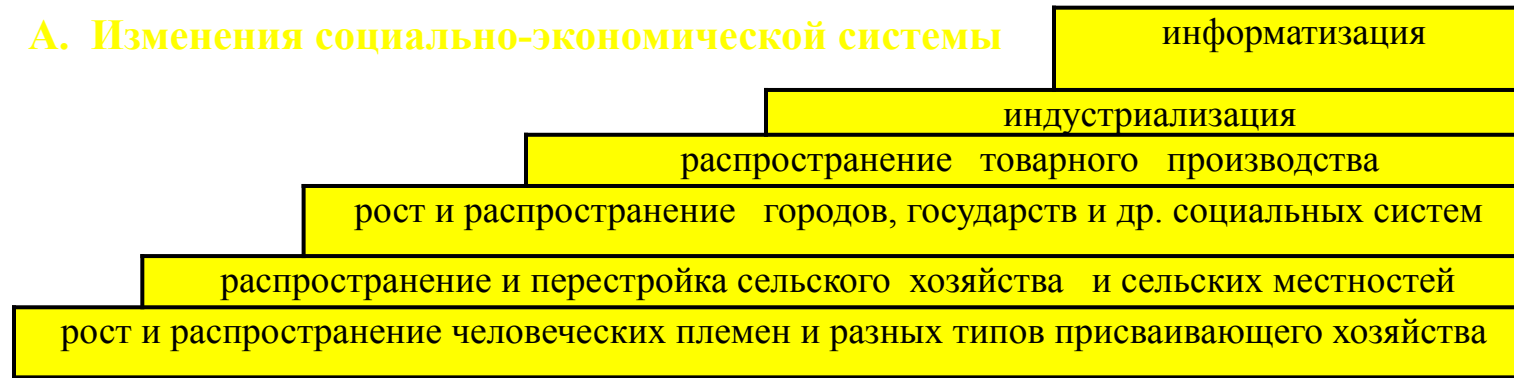 А. Изменения социально-экономической системы
информатизация
индустриализация
распространение товарного производства
рост и распространение городов, государств и др. социальных систем
распространение и перестройка сельского хозяйства и сельских местностей
рост и распространение человеческих племен и разных типов присваивающего хозяйства